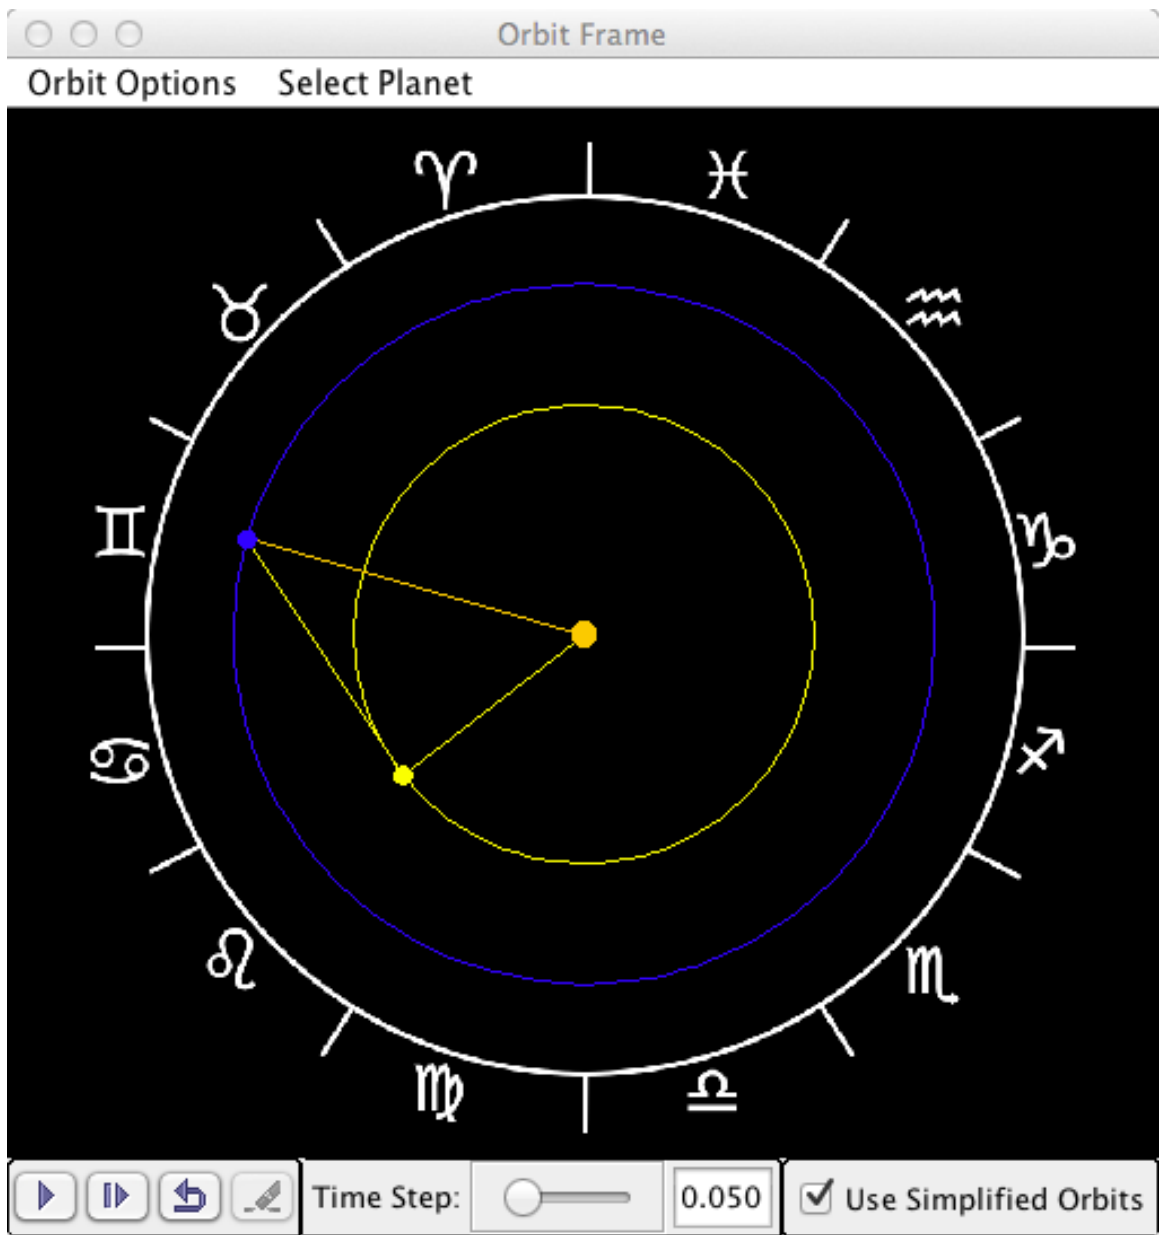 Orbit Frame
Orbit Options Select Planet
♈ ♓
♉ ♒
♊ ♑
♋ ♐
♌ ♏
♍ ♎
Time Step: 0.050 Use Simplified Orbits